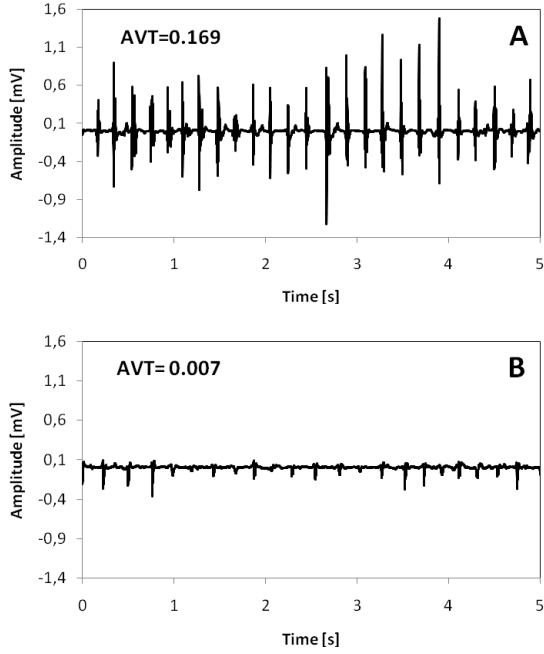 1,6
AVT=0.169
A
1,1
0,6
0,1
-0,4
-0,9
-1,4
Amplitude [mV]
0 1 2 3 4 5
Time [s]
1,6
AVT= 0.007
B
1,1
0,6
0,1
-0,4
-0,9
-1,4
Amplitude [mV]
0 1 2 3 4 5
Time [s]